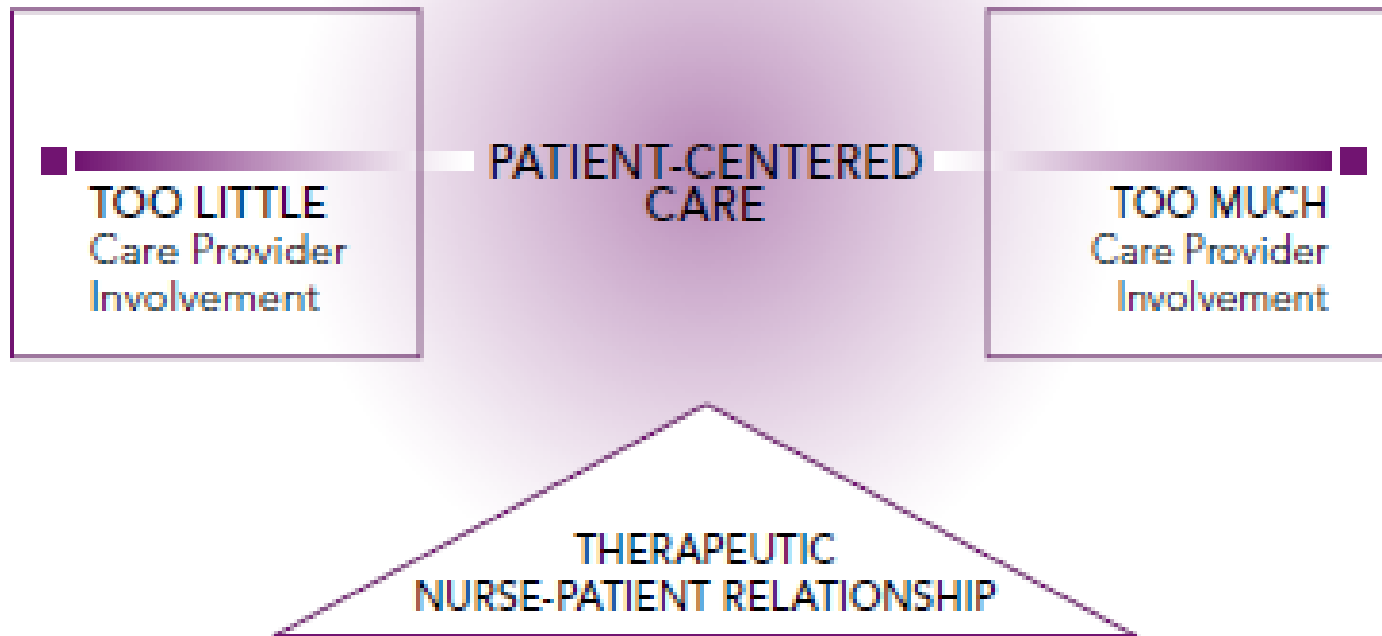 PATIENT-CENTERED
CARE
TOO LITTLE
Care Provider
Involvement
TOO MUCH
Care Provider
Involvement
THERAPEUTIC
NURSE-PATIENT RELATIONSHIP